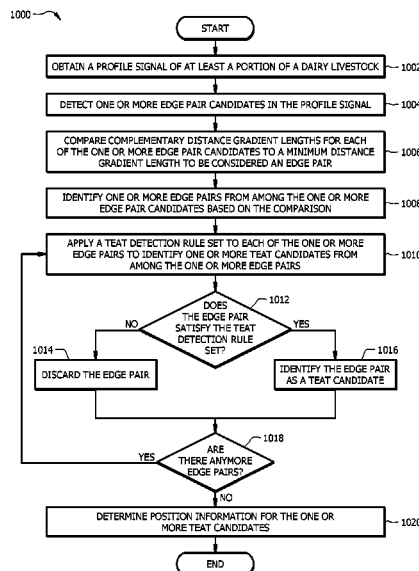 1000
START
OBTAIN A PROFILE SIGNAL OF AT LEAST A PORTION OF A DAIRY LIVESTOCK
1002
DETECT ONE OR MORE EDGE PAIR CANDIDATES IN THE PROFILE SIGNAL
1004
COMPARE COMPLEMENTARY DISTANCE GRADIENT LENGTHS FOR EACH
OF THE ONE OR MORE EDGE PAIR CANDIDATES TO A MINIMUM DISTANCE
GRADIENT LENGTH TO BE CONSIDERED AN EDGE PAIR
1006
IDENTIFY ONE OR MORE EDGE PAIRS FROM AMONG THE ONE OR MORE
EDGE PAIR CANDIDATES BASED ON THE COMPARISON
1008
APPLY A TEAT DETECTION RULE SET TO EACH OF THE ONE OR MORE
EDGE PAIRS TO IDENTIFY ONE OR MORE TEAT CANDIDATES FROM
AMONG THE ONE OR MORE EDGE PAIRS
1010
1012
DOES
THE EDGE PAIR
SATISFY THE TEAT
DETECTION RULE
SET?
NO
YES
1014
1016
DISCARD THE EDGE PAIR
IDENTIFY THE EDGE PAIR
AS A TEAT CANDIDATE
1018
ARE
THERE ANYMORE
EDGE PAIRS?
YES
NO
DETERMINE POSITION INFORMATION FOR THE ONE OR
MORE TEAT CANDIDATES
1020
END